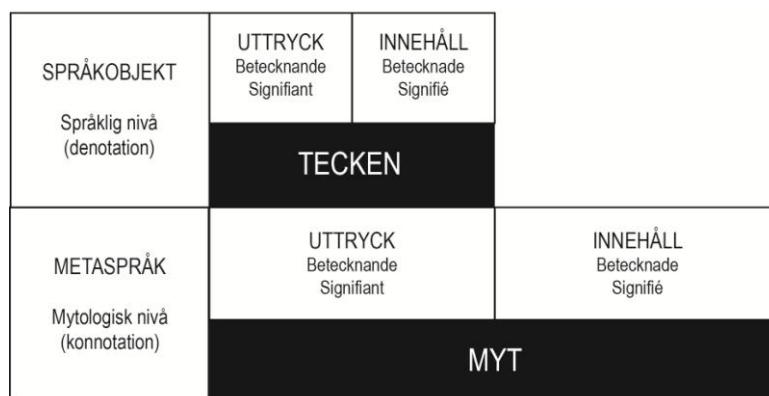 SPRÅKOBJEKT
Språklig nivå
(denotation)
UTTRYCK
Betecknande
Signifiant
INNEHÅLL
Betecknade
Signifié
TECKEN
METASPRÅK
Mytologisk nivå
(konnotation)
UTTRYCK
Betecknande
Signifiant
INNEHÅLL
Betecknade
Signifié
MYT